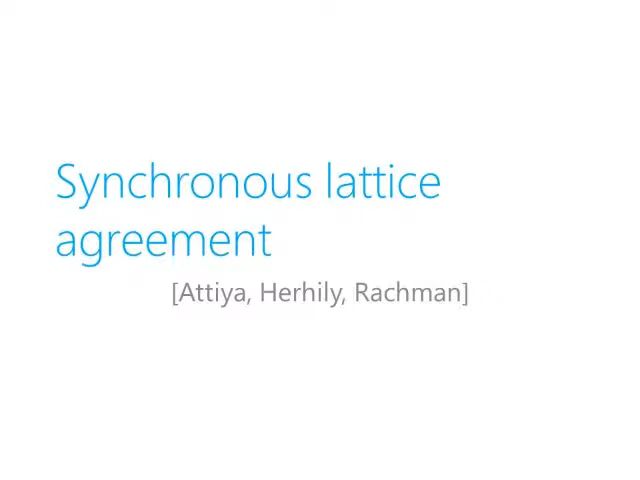 Synchronous lattice
agreement
[Attiya, Herhily, Rachman]